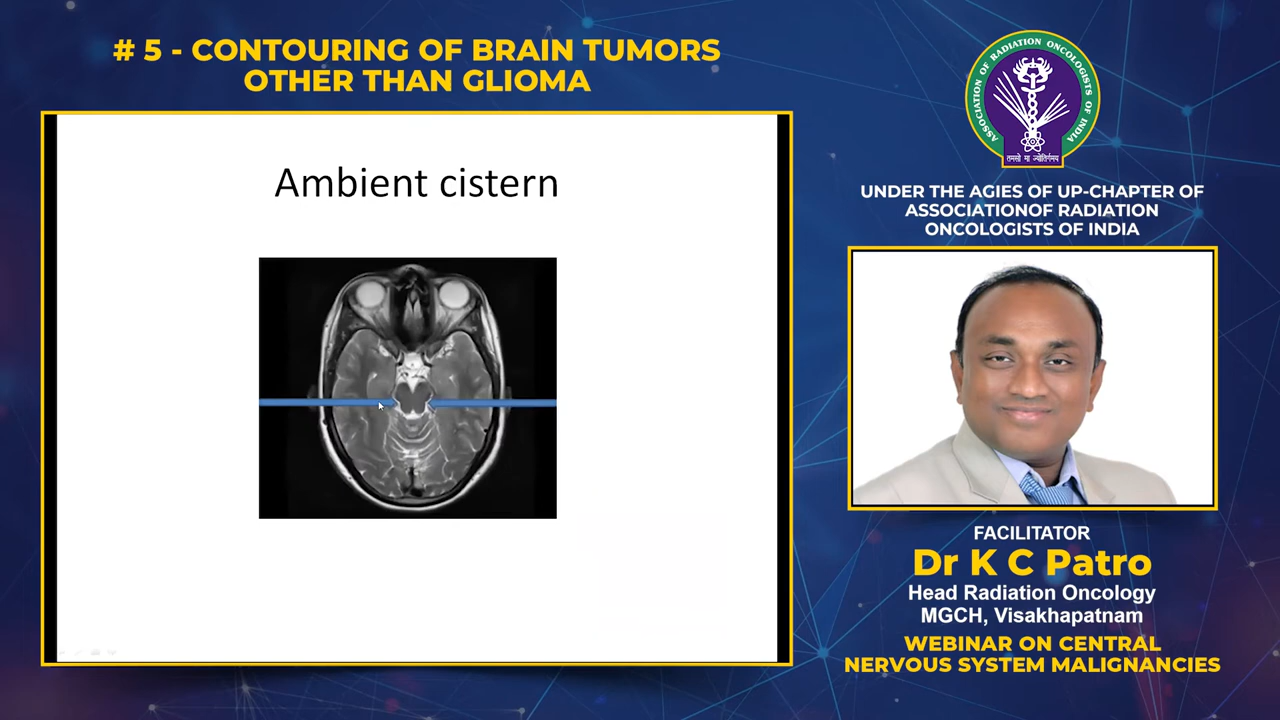 # 5 - CONTOURING OF BRAIN TUMORS
OTHER THAN GLIOMA
Ambient cistern
ASSOCIATION OF RADIATION ONCOLOGISTS OF INDIA
तमसो मा ज्योतिर्गमय
UNDER THE AGIES OF UP-CHAPTER OF
ASSOCIATIONOF RADIATION
ONCOLOGISTS OF INDIA
FACILITATOR
Dr K C Patro
Head Radiation Oncology
MGCH, Visakhapatnam
WEBINAR ON CENTRAL
NERVOUS SYSTEM MALIGNANCIES